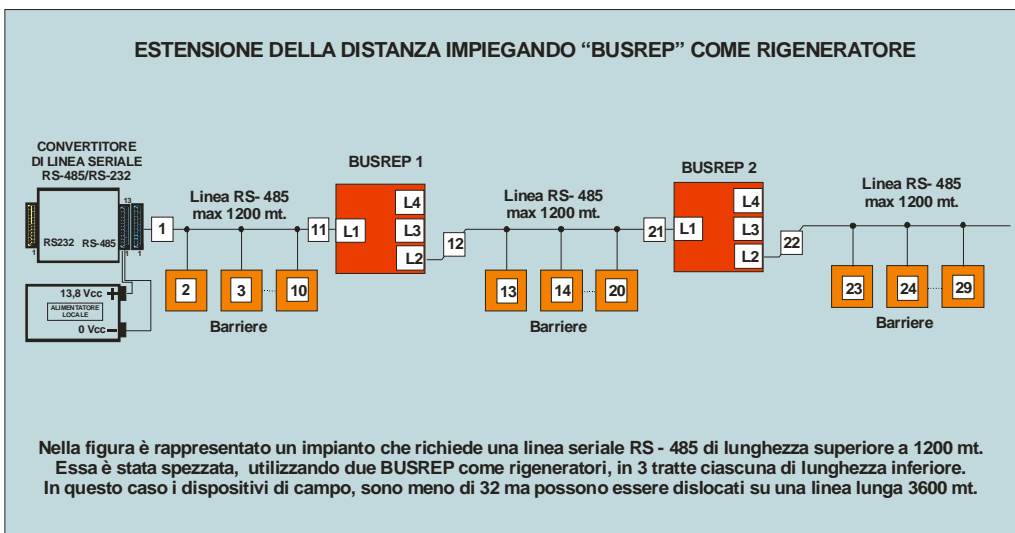 ESTENSIONE DELLA DISTANZA IMPIEGANDO “BUSREP” COME RIGENERATORE
CONVERTITORE
DI LINEA SERIALE
RS-485/RS-232
13
RS232
RS-485
1
1
1
13,8 Vcc +
ALIMENTATORE
LOCALE
0 Vcc –
1
Linea RS- 485
max 1200 mt.
2
3
10
Barriere
11
BUSREP 1
L1
L4
L3
L2
12
Linea RS- 485
max 1200 mt.
13
14
20
Barriere
21
BUSREP 2
L1
L4
L3
L2
22
Linea RS- 485
max 1200 mt.
23
24
29
Barriere
Nella figura è rappresentato un impianto che richiede una linea seriale RS - 485 di lunghezza superiore a 1200 mt.
Essa è stata spezzata, utilizzando due BUSREP come rigeneratori, in 3 tratte ciascuna di lunghezza inferiore.
In questo caso i dispositivi di campo, sono meno di 32 ma possono essere dislocati su una linea lunga 3600 mt.